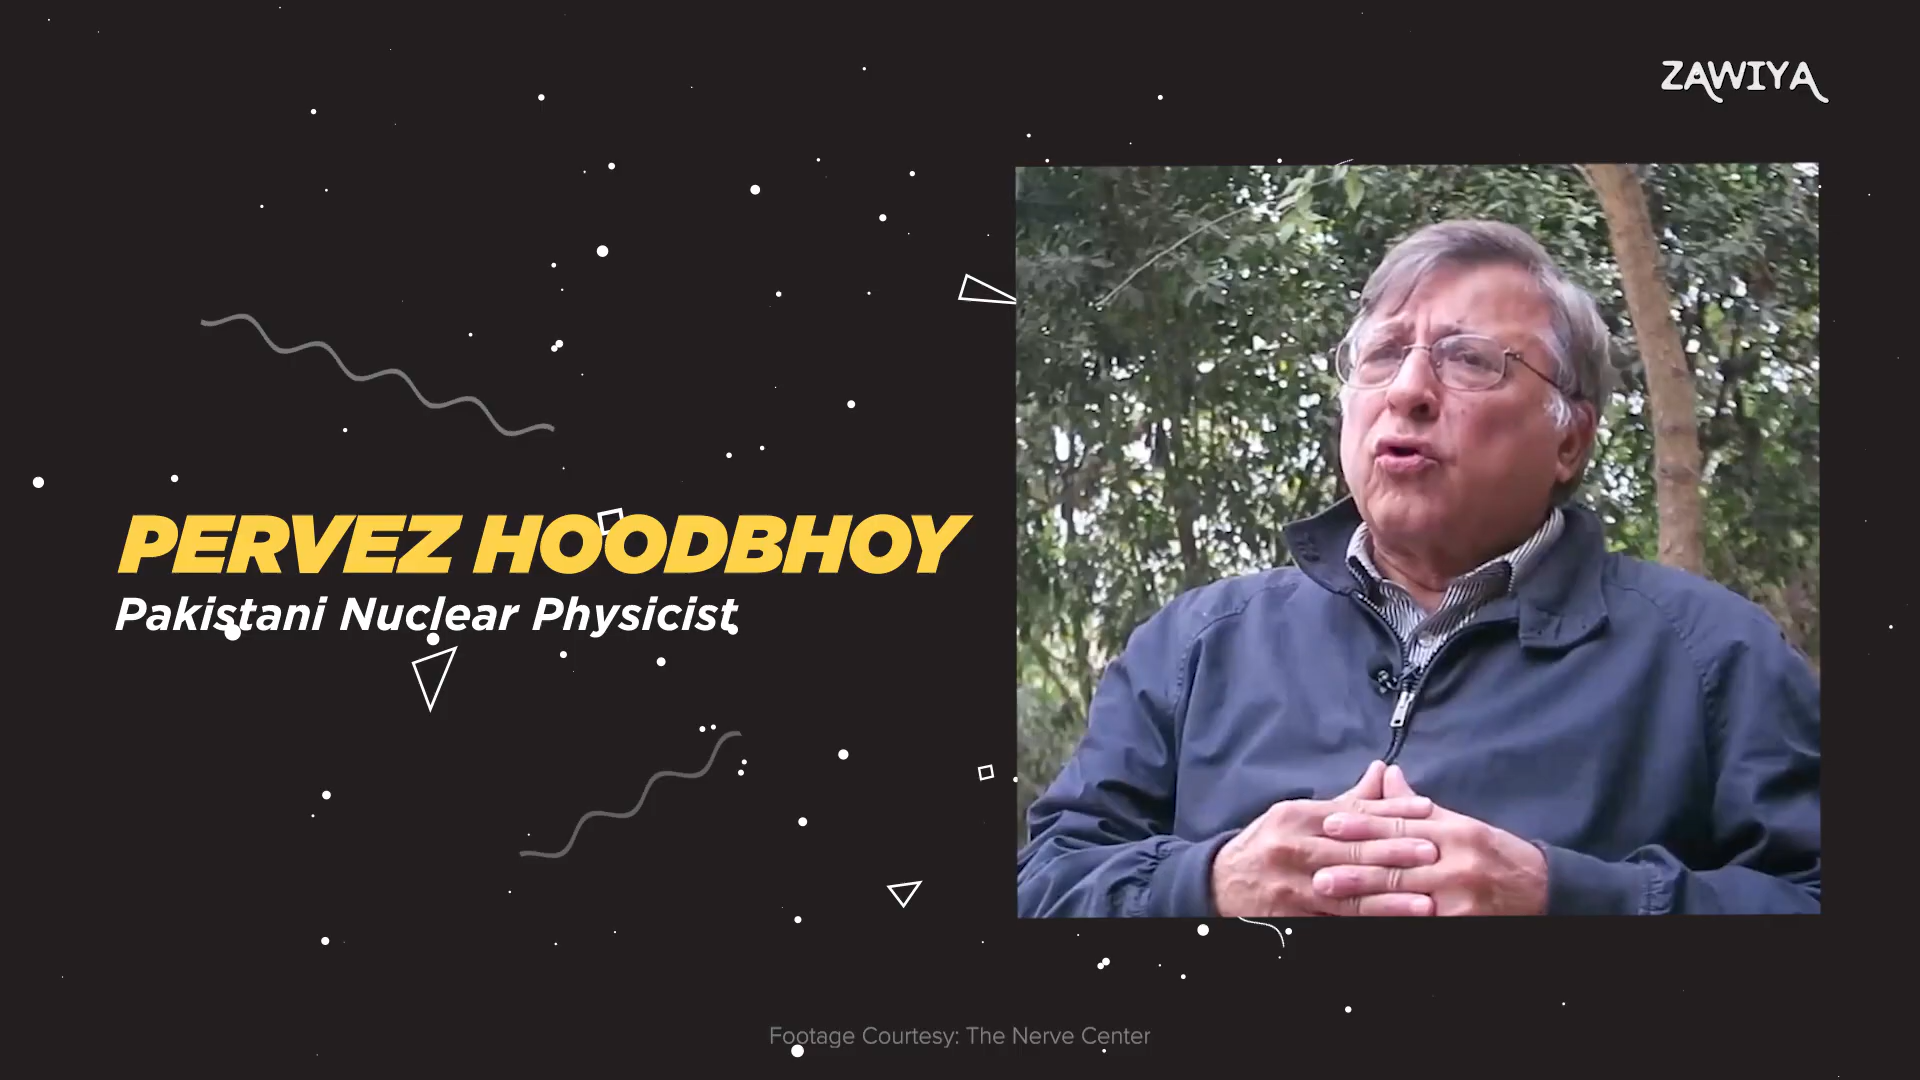 ZAWIYA
PERVEZ HOODBHOY
Pakistani Nuclear Physicist
Footage Courtesy: The Nerve Center